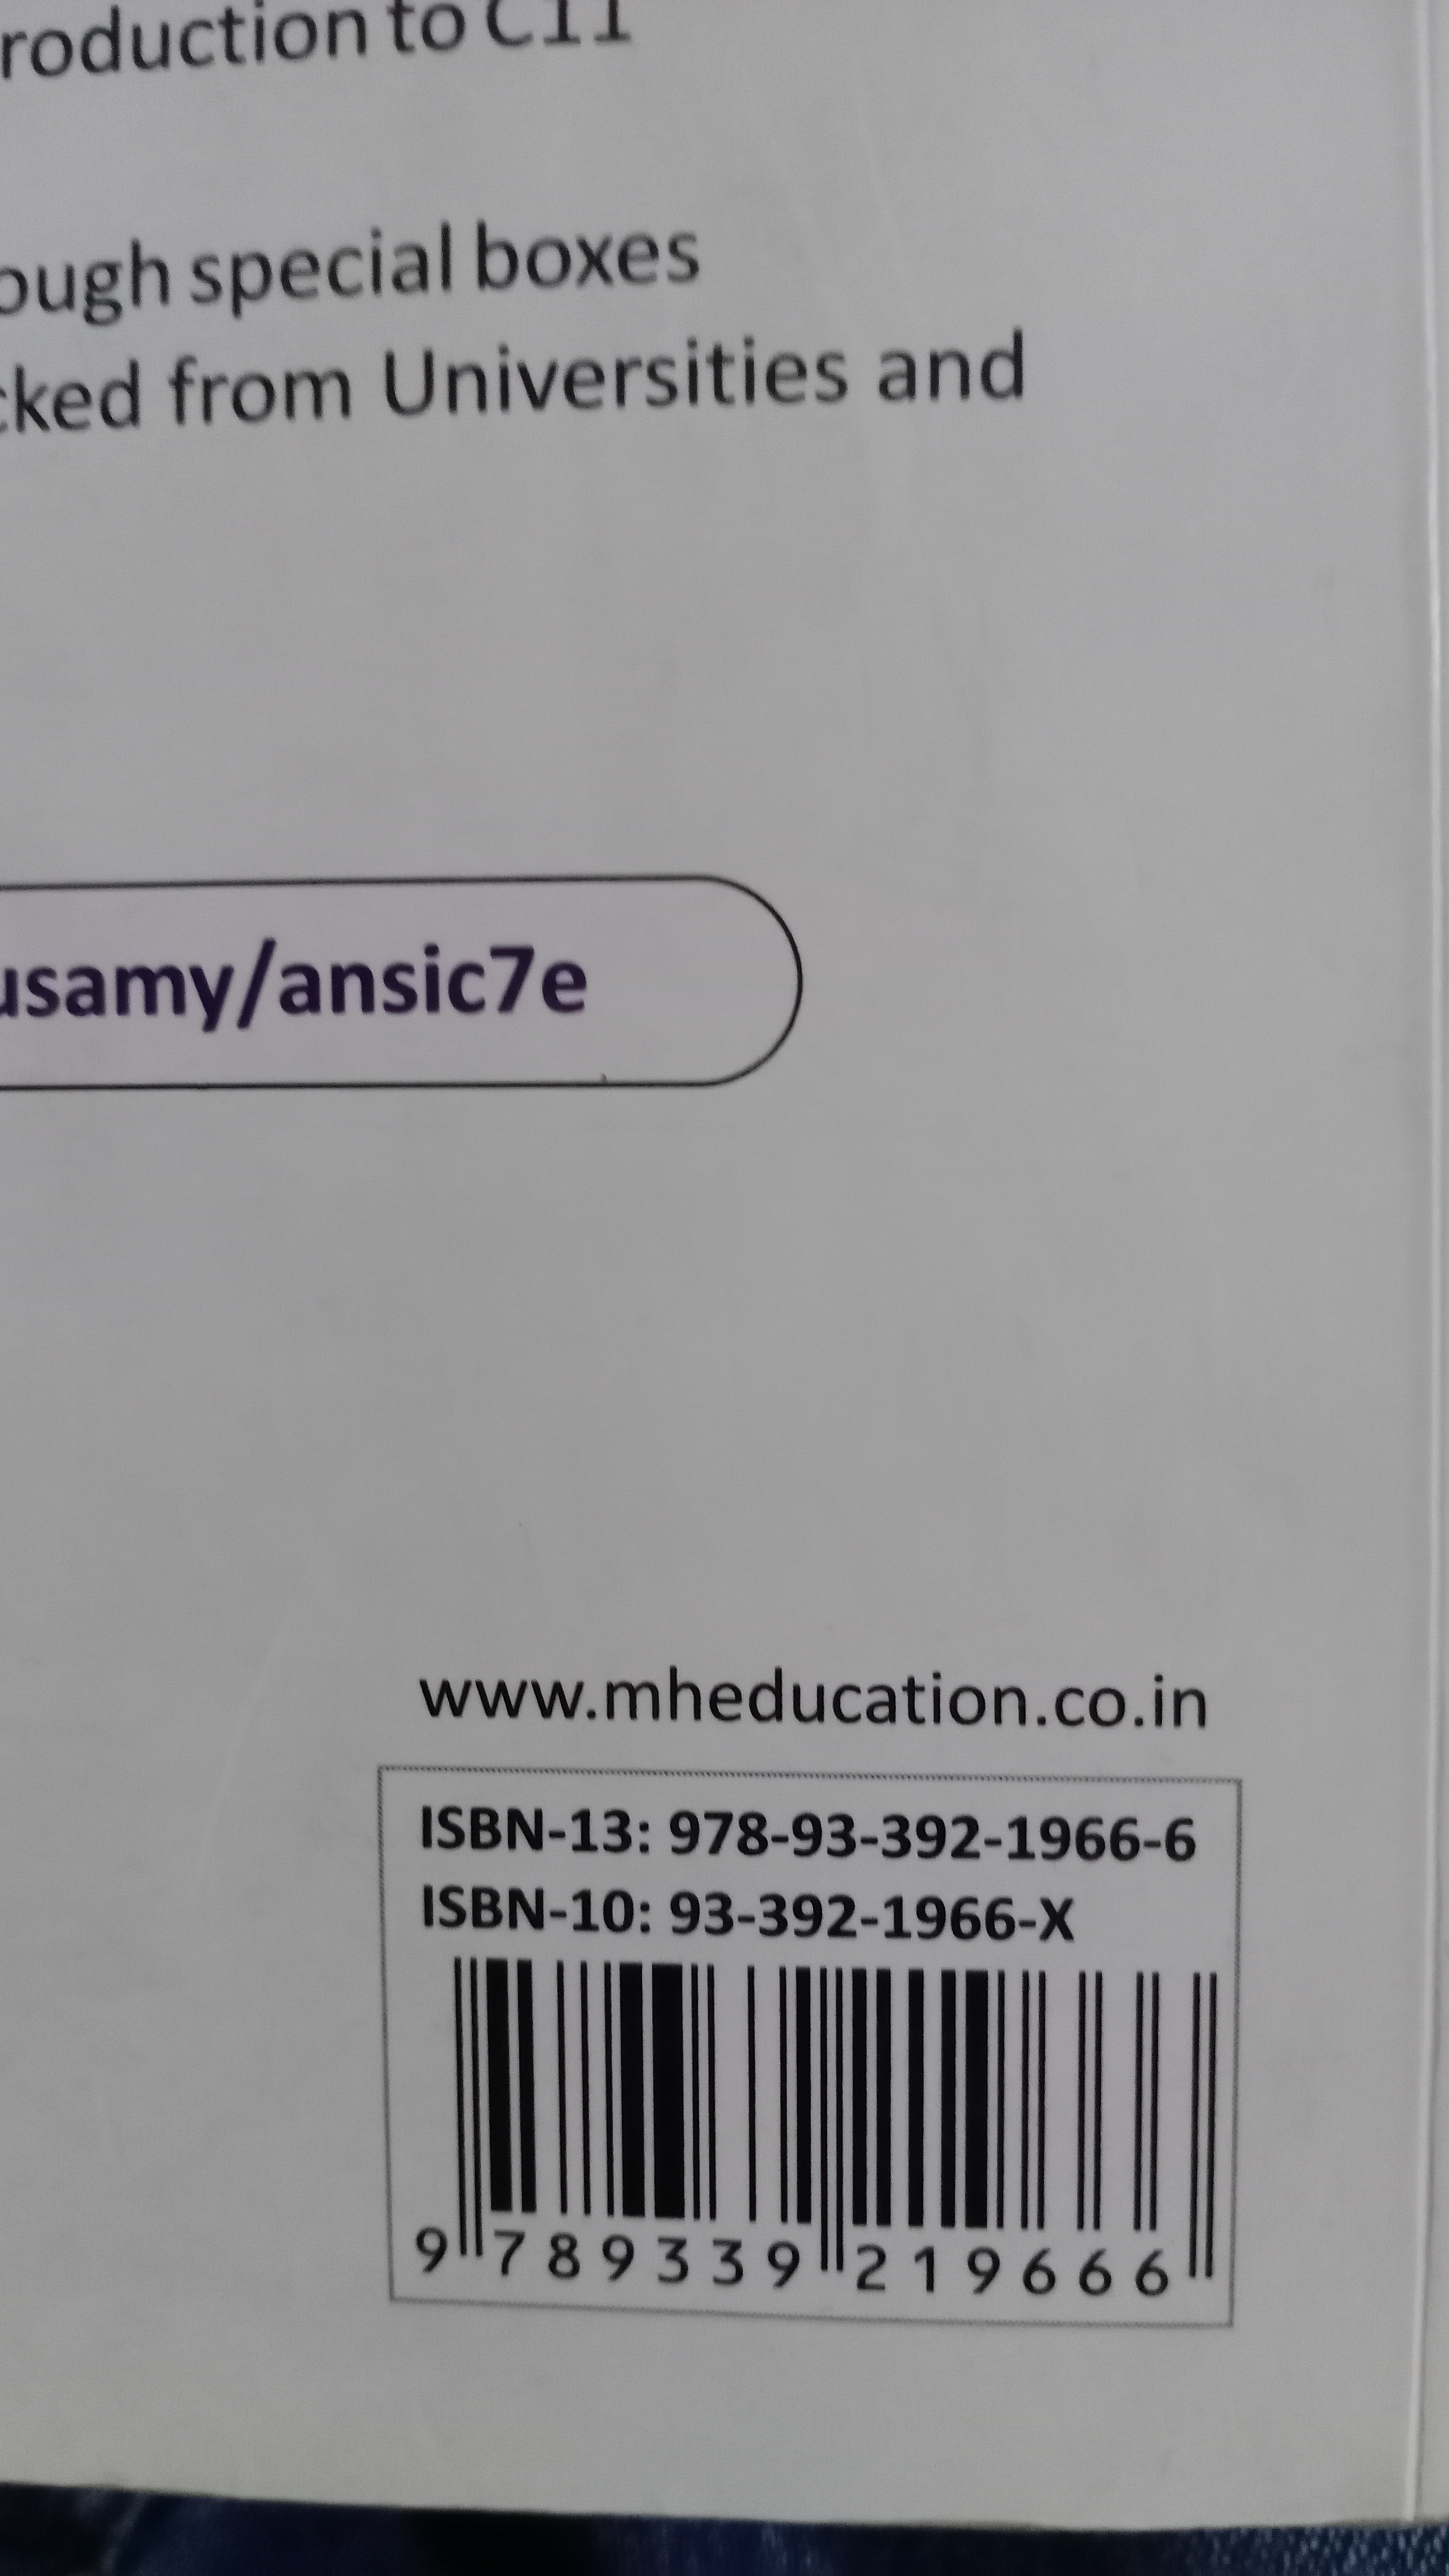 roduction to C11
ough special boxes
cked from Universities and
usamy/ansic7e
www.mheducation.co.in
ISBN-13: 978-93-392-1966-6
ISBN-10: 93-392-1966-X
9 789339 219666